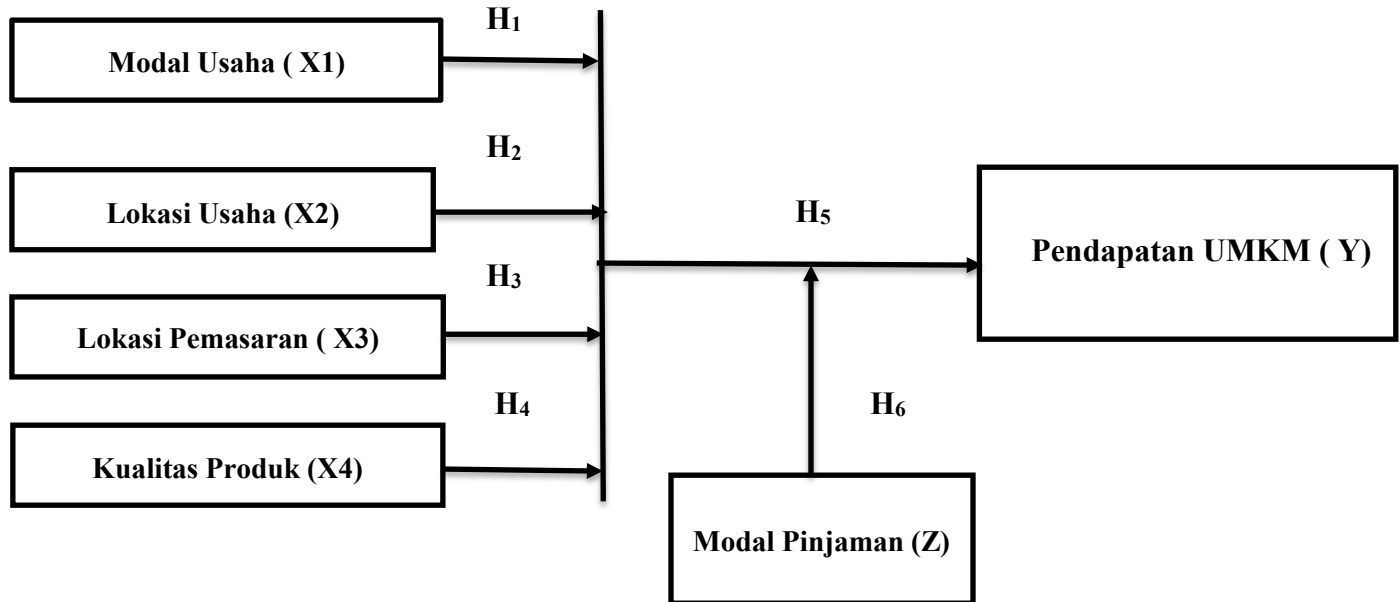 H₁
Modal Usaha ( X1)
H₂
Lokasi Usaha (X2)
H₅
Pendapatan UMKM ( Y)
H₃
Lokasi Pemasaran ( X3)
H₄
H₆
Kualitas Produk (X4)
Modal Pinjaman (Z)